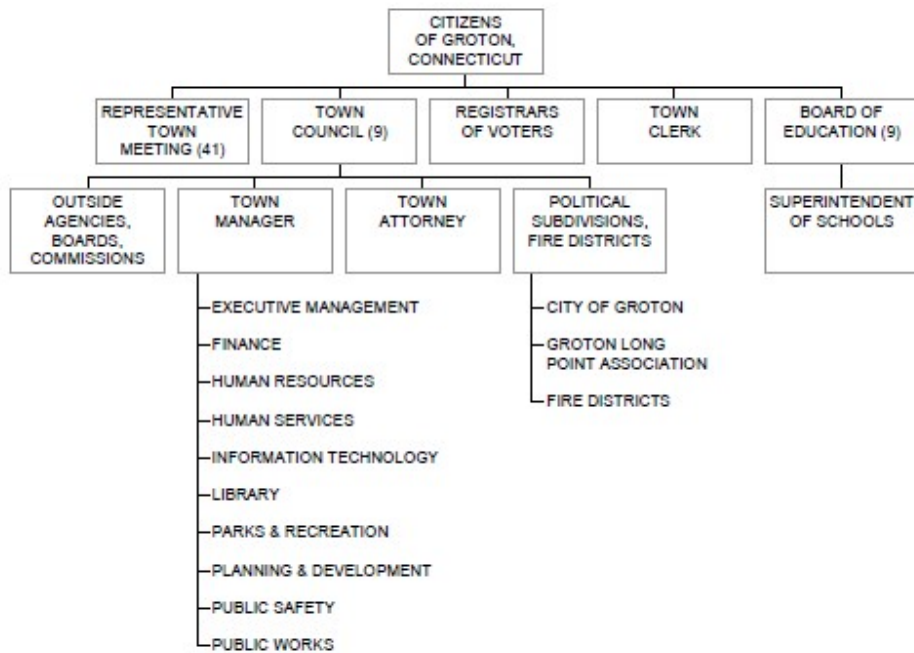 CITIZENS
OF GROTON,
CONNECTICUT
REPRESENTATIVE
TOWN
MEETING (41)
TOWN
COUNCIL (9)
REGISTRARS
OF VOTERS
TOWN
CLERK
BOARD OF
EDUCATION (9)
OUTSIDE
AGENCIES,
BOARDS,
COMMISSIONS
TOWN
MANAGER
TOWN
ATTORNEY
POLITICAL
SUBDIVISIONS,
FIRE DISTRICTS
SUPERINTENDENT
OF SCHOOLS
EXECUTIVE MANAGEMENT
FINANCE
HUMAN RESOURCES
HUMAN SERVICES
INFORMATION TECHNOLOGY
LIBRARY
PARKS & RECREATION
PLANNING & DEVELOPMENT
PUBLIC SAFETY
PUBLIC WORKS
CITY OF GROTON
GROTON LONG
POINT ASSOCIATION
FIRE DISTRICTS